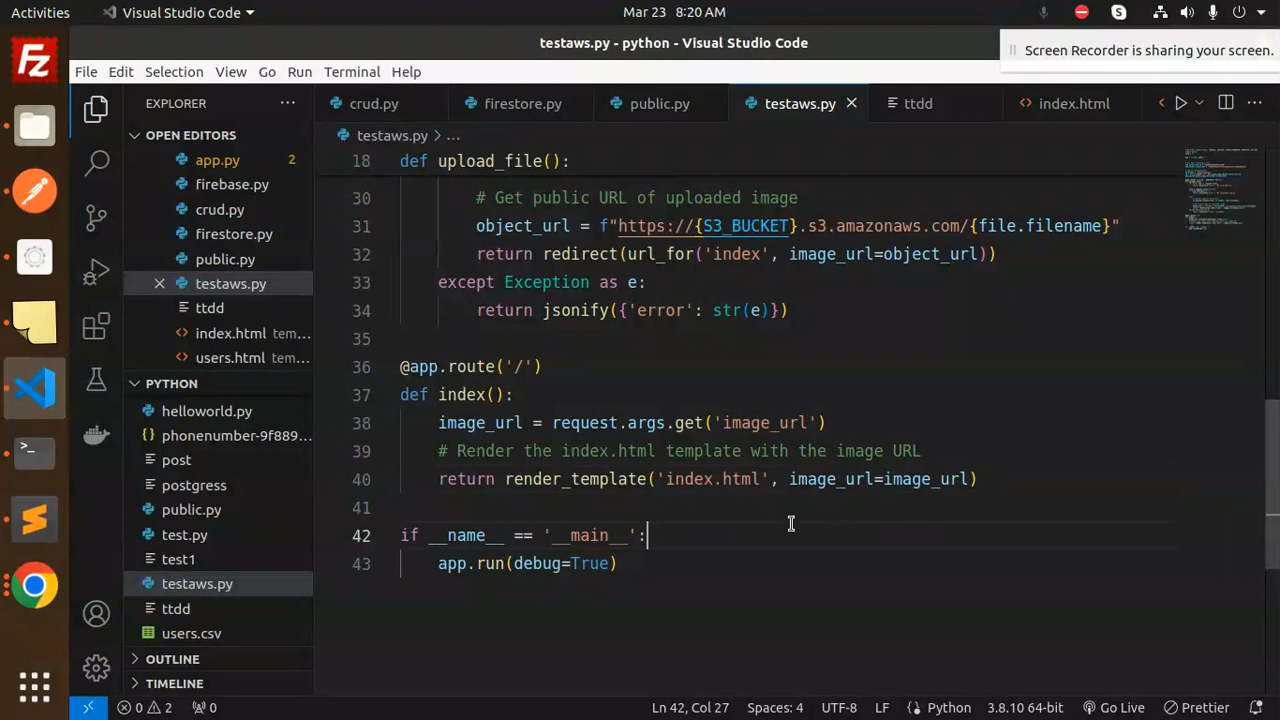 Activities
Visual Studio Code
Mar 23 8:20 AM
testaws.py - python - Visual Studio Code
Screen Recorder is sharing your screen.
File Edit Selection View Go Run Terminal Help
EXPLORER
OPEN EDITORS
app.py 2
firebase.py
crud.py
firestore.py
public.py
testaws.py
ttdd
index.html tem...
users.html tem...
PYTHON
helloworld.py
phonenumber-9f889...
post
postgress
public.py
test.py
test1
testaws.py
ttdd
users.csv
OUTLINE
TIMELINE
crud.py firestore.py public.py testaws.py ttdd index.html
testaws.py > ...
18 def upload_file():
30 # Get public URL of uploaded image
31 object_url = f"https://{S3_BUCKET}.s3.amazonaws.com/{file.filename}"
32 return redirect(url_for('index', image_url=object_url))
33 except Exception as e:
34 return jsonify({'error': str(e)})
35
36 @app.route('/')
37 def index():
38 image_url = request.args.get('image_url')
39 # Render the index.html template with the image URL
40 return render_template('index.html', image_url=image_url)
41
42 if __name__ == '__main__':
43 app.run(debug=True)
0 2 0
Ln 42, Col 27 Spaces: 4 UTF-8 LF Python 3.8.10 64-bit Go Live Prettier